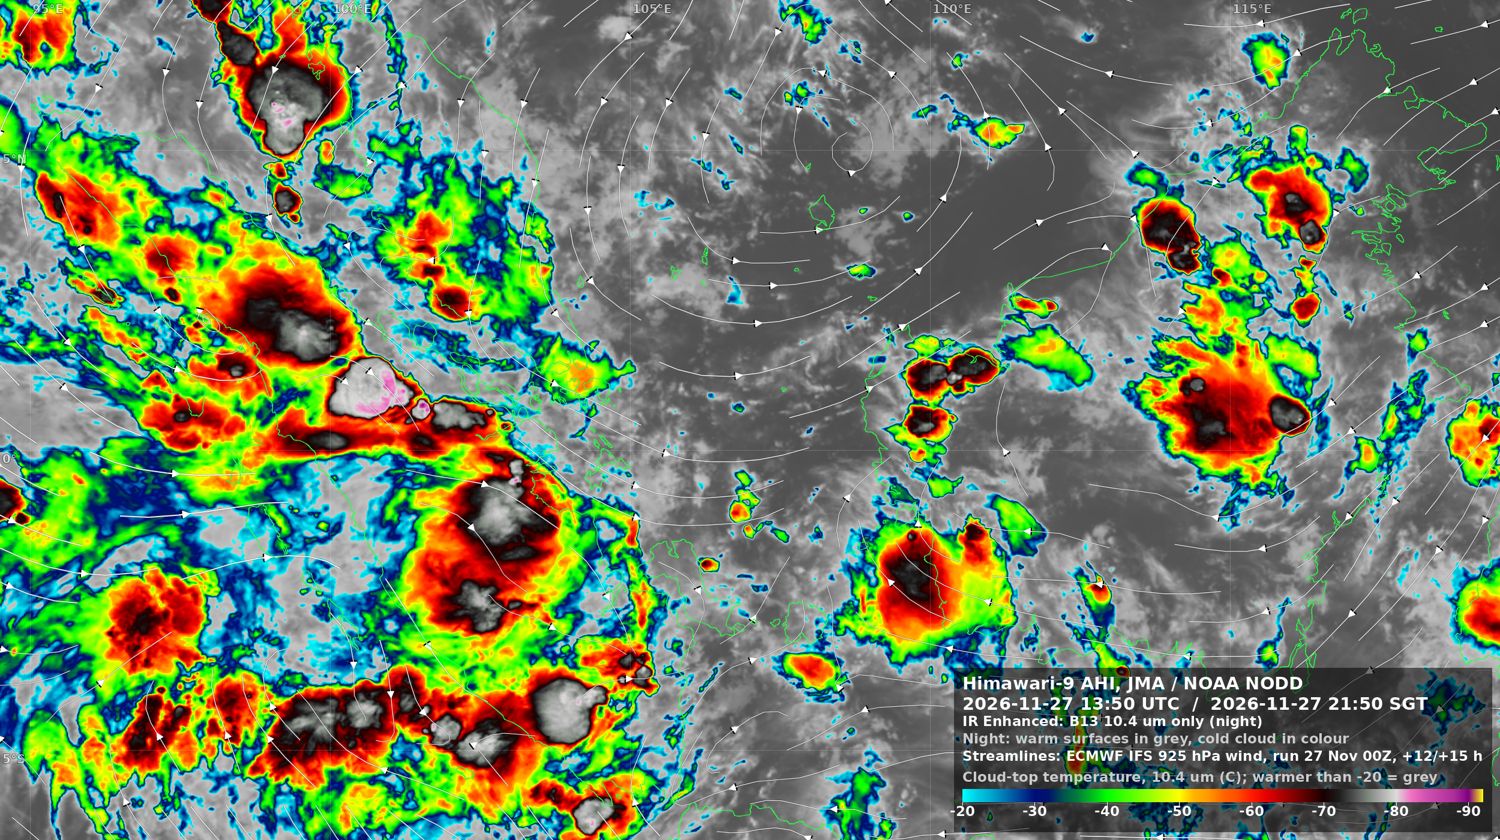 95°E
100°E
105°E
110°E
115°E
5°N
0°
5°S
Himawari-9 AHI, JMA / NOAA NODD
2026-11-27 13:50 UTC / 2026-11-27 21:50 SGT
IR Enhanced: B13 10.4 um only (night)
Night: warm surfaces in grey, cold cloud in colour
Streamlines: ECMWF IFS 925 hPa wind, run 27 Nov 00Z, +12/+15 h
Cloud-top temperature, 10.4 um (C); warmer than -20 = grey
-20 -30 -40 -50 -60 -70 -80 -90